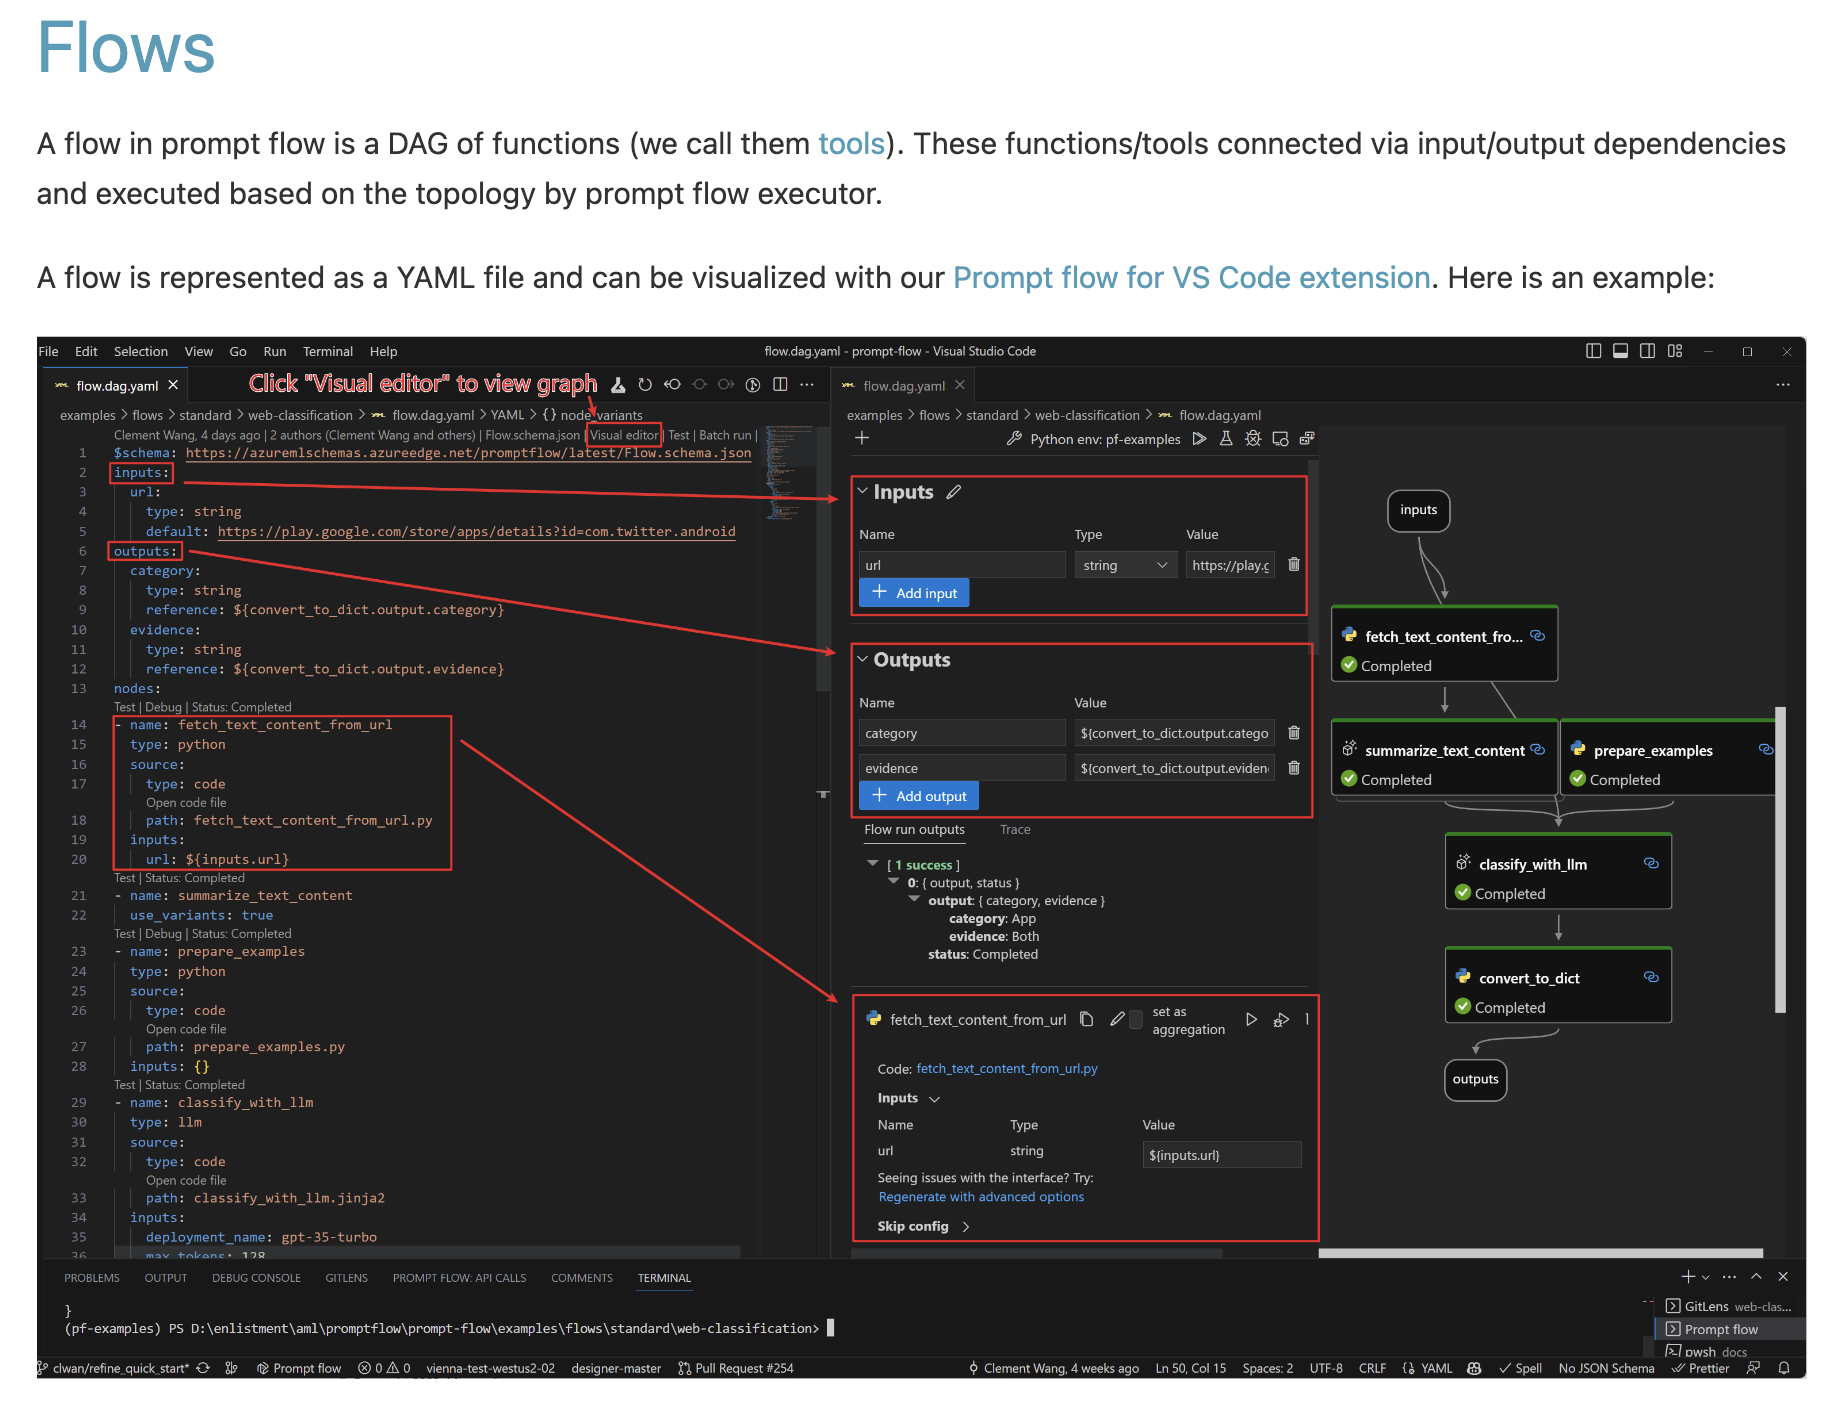 Flows
A flow in prompt flow is a DAG of functions (we call them tools). These functions/tools connected via input/output dependencies
and executed based on the topology by prompt flow executor.
A flow is represented as a YAML file and can be visualized with our Prompt flow for VS Code extension. Here is an example:
File Edit Selection View Go Run Terminal Help
flow.dag.yaml - prompt-flow - Visual Studio Code
flow.dag.yaml
Click "Visual editor" to view graph
examples > flows > standard > web-classification > flow.dag.yaml > YAML > {} node_variants
Clement Wang, 4 days ago | 2 authors (Clement Wang and others) | Flow.schema.json | Visual editor | Test | Batch run |
1 $schema: https://azuremlschemas.azureedge.net/promptflow/latest/Flow.schema.json
2 inputs:
3 url:
4 type: string
5 default: https://play.google.com/store/apps/details?id=com.twitter.android
6 outputs:
7 category:
8 type: string
9 reference: ${convert_to_dict.output.category}
10 evidence:
11 type: string
12 reference: ${convert_to_dict.output.evidence}
13 nodes:
Test | Debug | Status: Completed
14 - name: fetch_text_content_from_url
15 type: python
16 source:
17 type: code
Open code file
18 path: fetch_text_content_from_url.py
19 inputs:
20 url: ${inputs.url}
Test | Status: Completed
21 - name: summarize_text_content
22 use_variants: true
Test | Debug | Status: Completed
23 - name: prepare_examples
24 type: python
25 source:
26 type: code
Open code file
27 path: prepare_examples.py
28 inputs: {}
Test | Status: Completed
29 - name: classify_with_llm
30 type: llm
31 source:
32 type: code
Open code file
33 path: classify_with_llm.jinja2
34 inputs:
35 deployment_name: gpt-35-turbo
36 max_tokens: 128
flow.dag.yaml
examples > flows > standard > web-classification > flow.dag.yaml
Python env: pf-examples
Inputs
Name Type Value
url string https://play.g
+ Add input
Outputs
Name Value
category ${convert_to_dict.output.catego
evidence ${convert_to_dict.output.eviden
+ Add output
Flow run outputs Trace
[ 1 success ]
0: { output, status }
output: { category, evidence }
category: App
evidence: Both
status: Completed
fetch_text_content_from_url
set as
aggregation
1
Code: fetch_text_content_from_url.py
Inputs
Name Type Value
url string ${inputs.url}
Seeing issues with the interface? Try:
Regenerate with advanced options
Skip config >
inputs
fetch_text_content_fro...
Completed
summarize_text_content
Completed
prepare_examples
Completed
classify_with_llm
Completed
convert_to_dict
Completed
outputs
PROBLEMS OUTPUT DEBUG CONSOLE GITLENS PROMPT FLOW: API CALLS COMMENTS TERMINAL
}
(pf-examples) PS D:\enlistment\aml\promptflow\prompt-flow\examples\flows\standard\web-classification>
GitLens web-clas...
Prompt flow
pwsh docs
clwan/refine_quick_start* Prompt flow 0 0 vienna-test-westus2-02 designer-master Pull Request #254 Clement Wang, 4 weeks ago Ln 50, Col 15 Spaces: 2 UTF-8 CRLF YAML Spell No JSON Schema Prettier